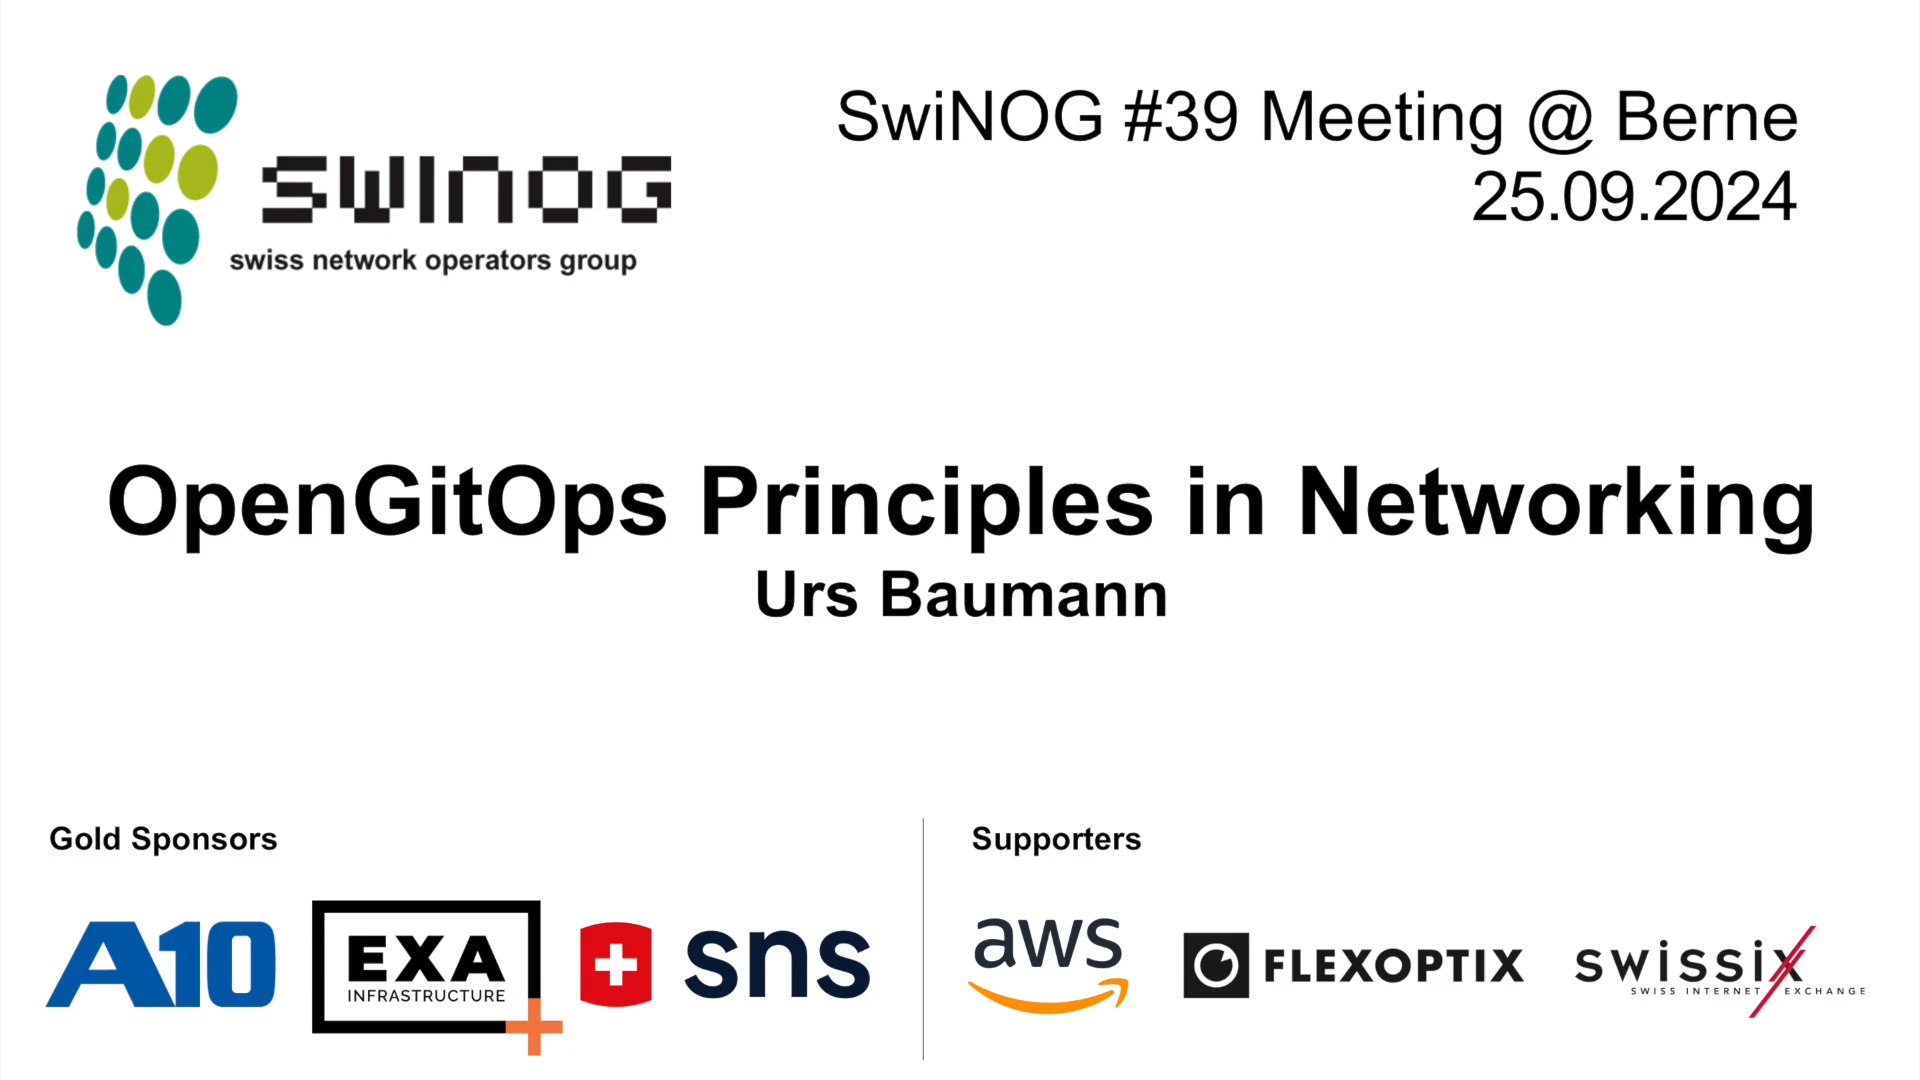 SWINOG
swiss network operators group
SwiNOG #39 Meeting @ Berne
25.09.2024
OpenGitOps Principles in Networking
Urs Baumann
Gold Sponsors
A10
EXA
INFRASTRUCTURE
sns
Supporters
aws
FLEXOPTIX
swissix
SWISS INTERNET EXCHANGE